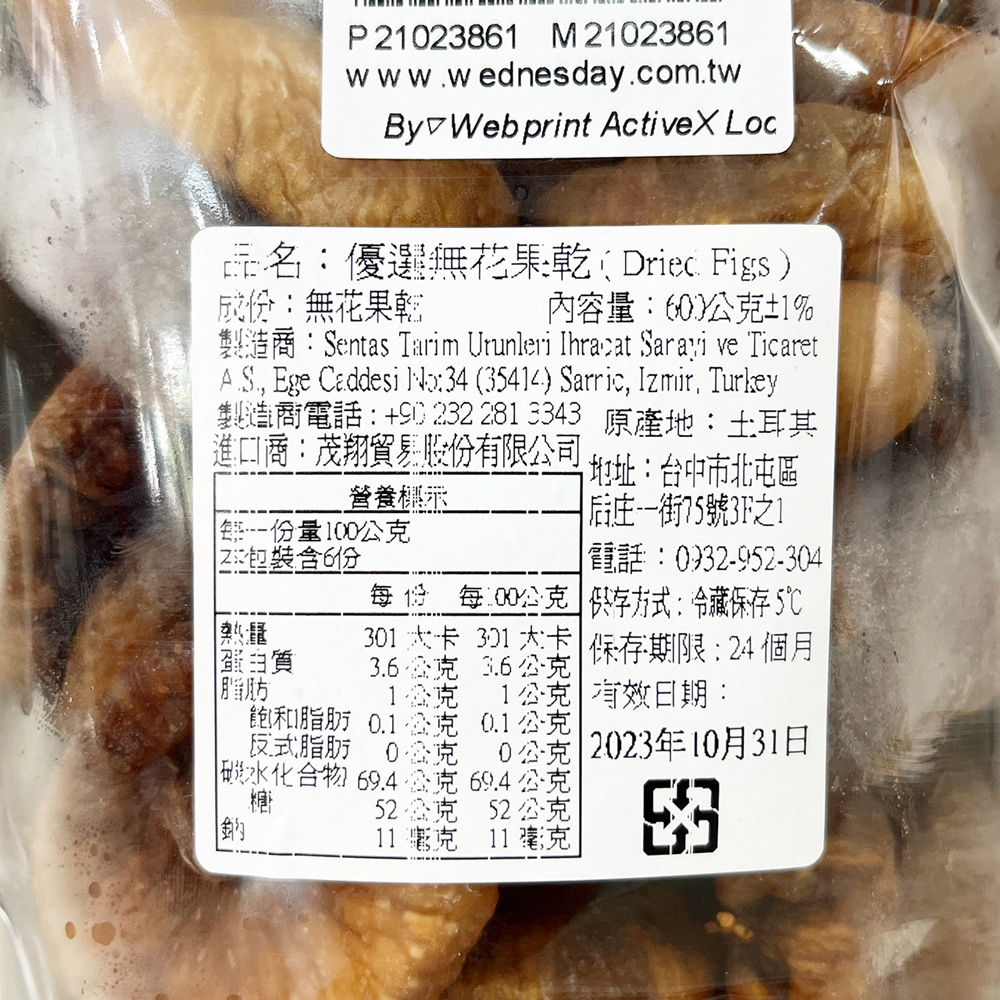 P 21023861 M 21023861
www.wednesday.com.tw
By▽Webprint ActiveX Loc
品名：優選無花果乾 ( Dried Figs )
成份：無花果乾 內容量：600公克±1%
製造商：Sentas Tarim Urunleri Ihracat Sarayi ve Ticaret
A.S., Ege Caddesi No:34 (35414) Sarnic, Izmir, Turkey
製造商電話：+90 232 281 3343 原產地：土耳其
進口商：茂翔貿易股份有限公司
地址：台中市北屯區
后庄一街75號3F之1
電話：0932-952-304
保存方式：冷藏保存 5℃
保存期限：24 個月
有效日期：
2023年10月31日
營養標示
每一份量100公克
本包裝含6份
每份 每100公克
熱量 301 大卡 301 大卡
蛋白質 3.6 公克 3.6 公克
脂肪 1 公克 1 公克
飽和脂肪 0.1 公克 0.1 公克
反式脂肪 0 公克 0 公克
碳水化合物 69.4 公克 69.4 公克
糖 52 公克 52 公克
鈉 11 毫克 11 毫克